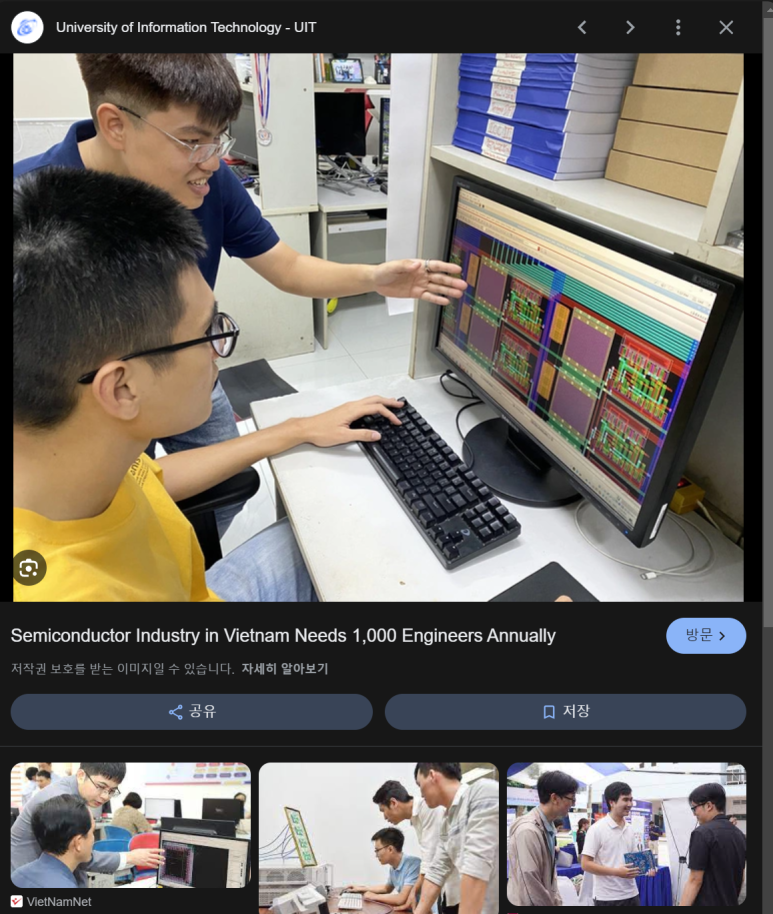 University of Information Technology - UIT
Semiconductor Industry in Vietnam Needs 1,000 Engineers Annually
방문
저작권 보호를 받는 이미지일 수 있습니다. 자세히 알아보기
공유
저장
VietNamNet